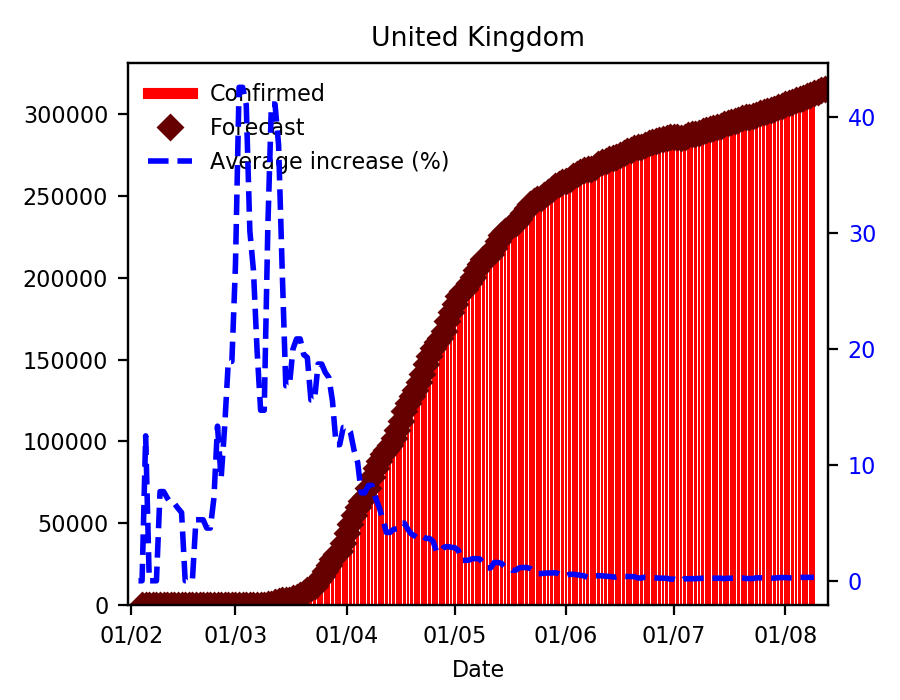 United Kingdom
Confirmed
Forecast
Average increase (%)
300000
250000
200000
150000
100000
50000
0
40
30
20
10
0
01/02 01/03 01/04 01/05 01/06 01/07 01/08
Date